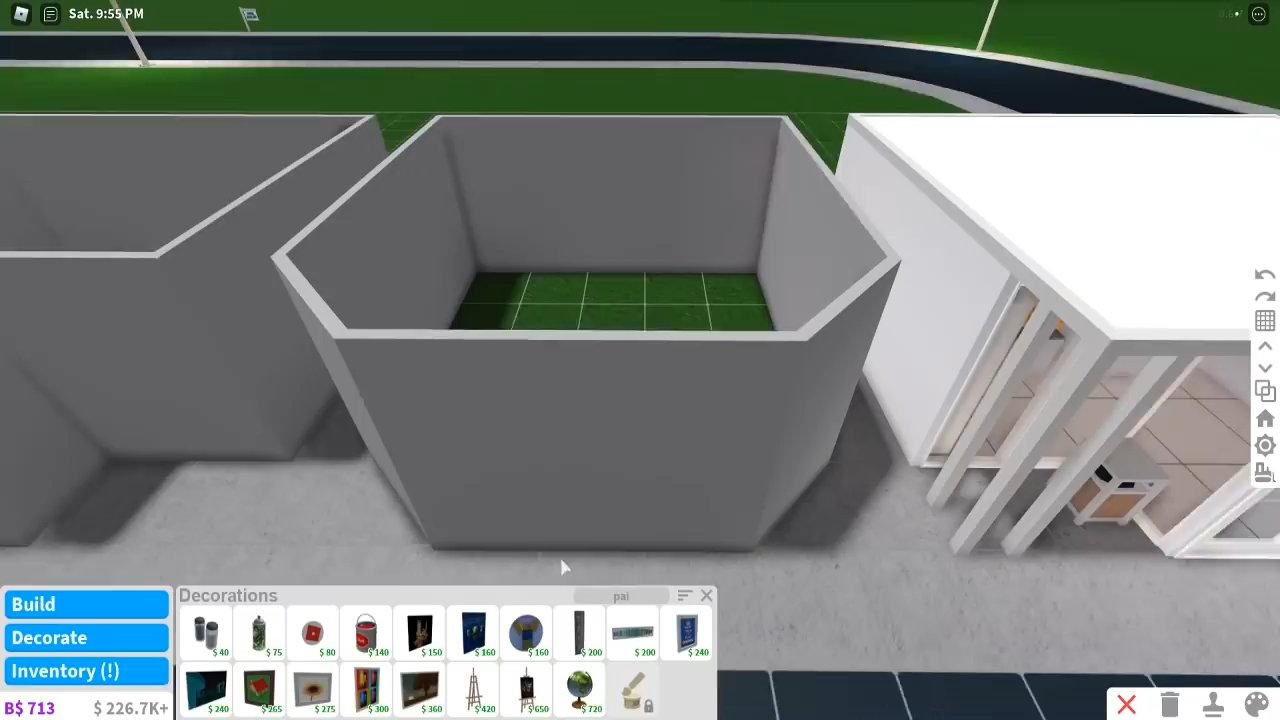 Sat. 9:55 PM
Build
Decorate
Inventory (!)
B$ 713
$ 226.7K+
Decorations
pai
$ 40
$ 75
$ 80
$ 140
$ 150
$ 160
$ 160
$ 200
$ 200
$ 240
$ 240
$ 265
$ 275
$ 300
$ 360
$ 420
$ 650
$ 720